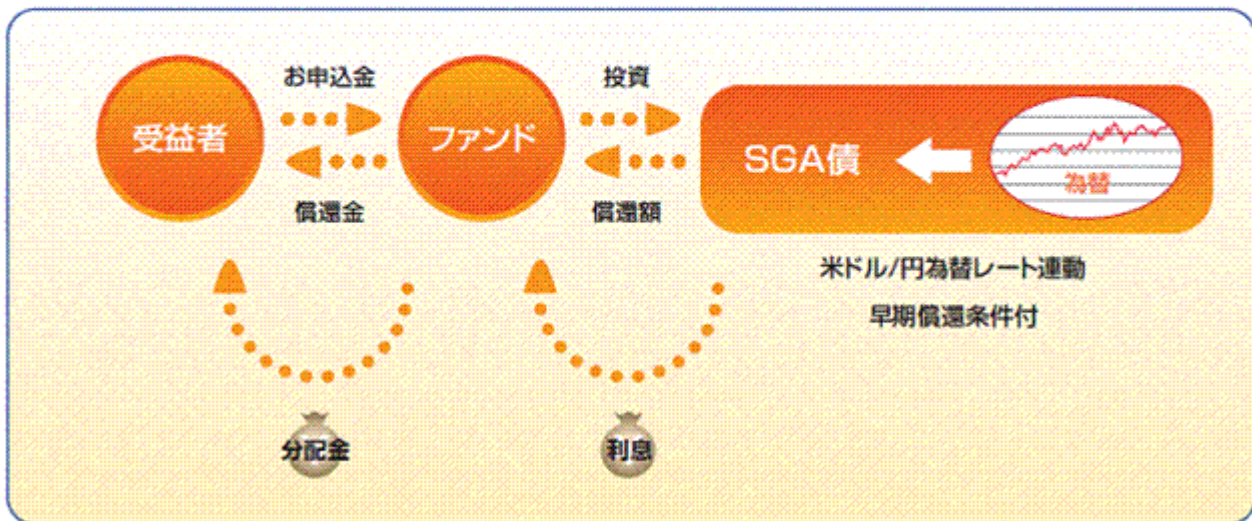 お申込金
投資
受益者
ファンド
SGA債
為替
償還金
償還額
米ドル/円為替レート連動
早期償還条件付
分配金
利息